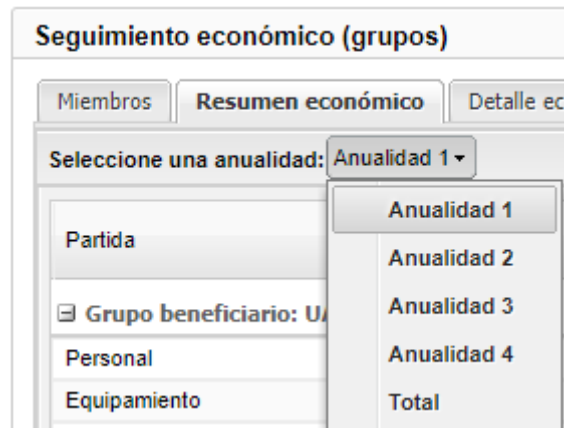 Seguimiento económico (grupos)
Miembros Resumen económico Detalle
Seleccione una anualidad: Anualidad 1
Anualidad 1
Partida
Anualidad 2
Grupo beneficiario:
Anualidad 3
Personal
Anualidad 4
Equipamiento
Total